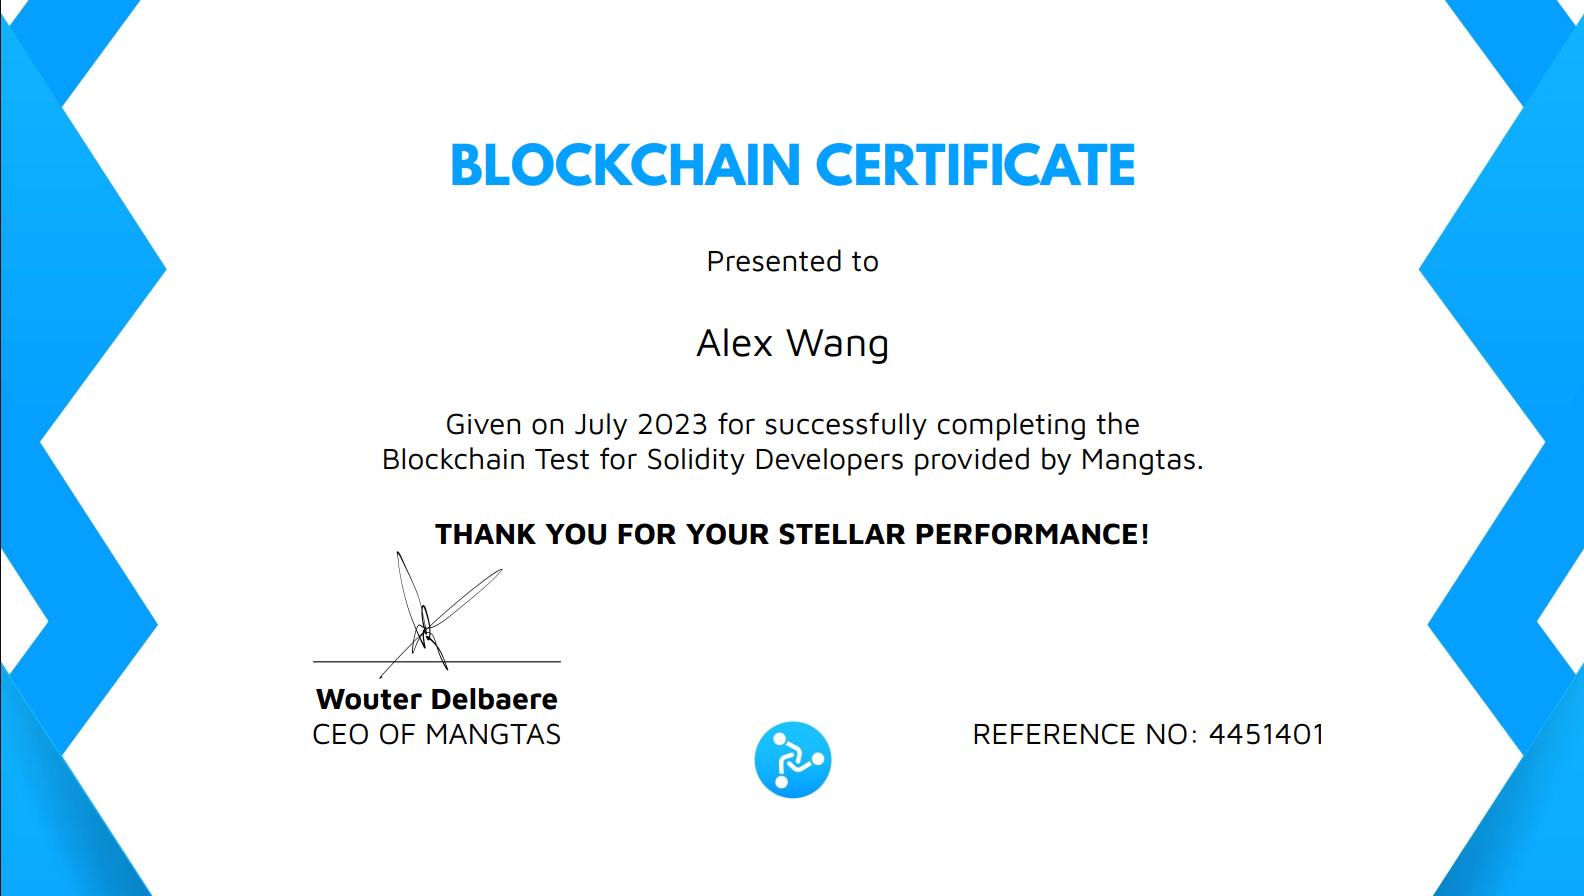 BLOCKCHAIN CERTIFICATE
Presented to
Alex Wang
Given on July 2023 for successfully completing the
Blockchain Test for Solidity Developers provided by Mangtas.
THANK YOU FOR YOUR STELLAR PERFORMANCE!
Wouter Delbaere
CEO OF MANGTAS
REFERENCE NO: 4451401